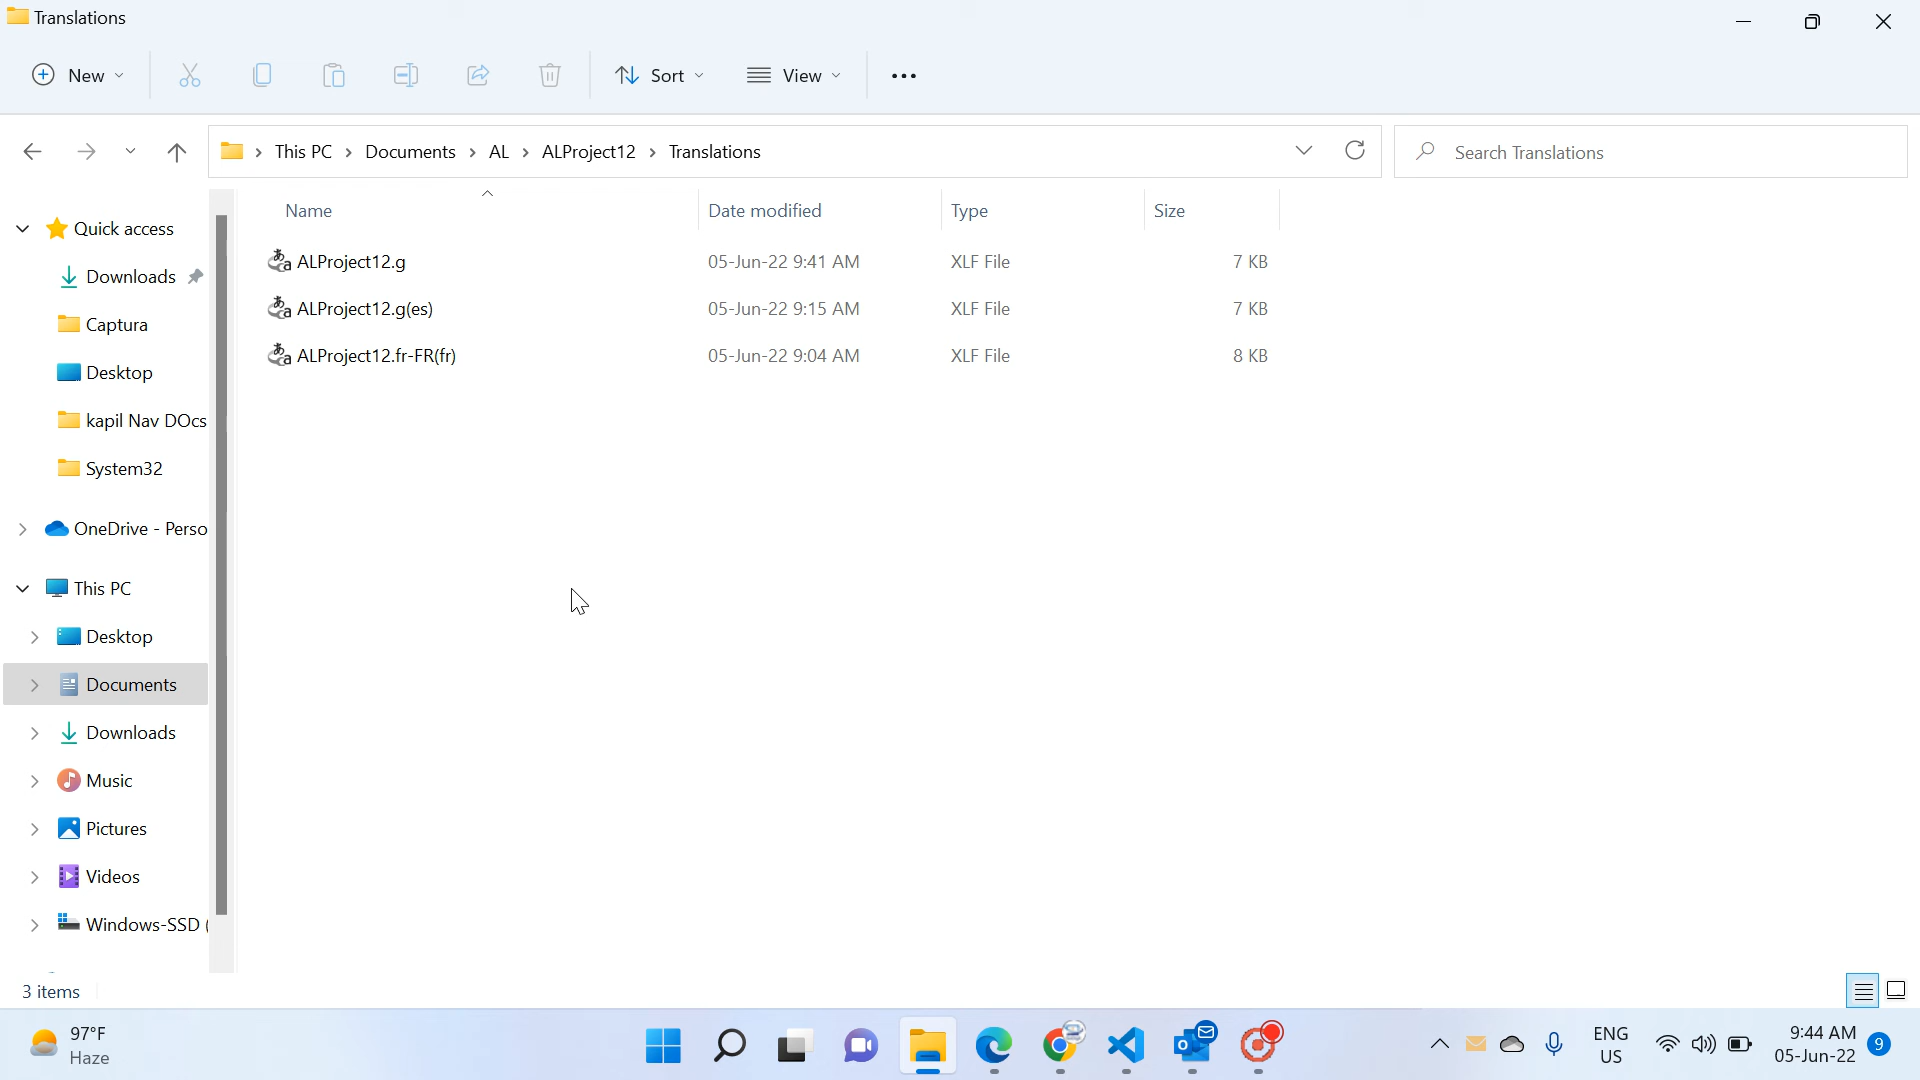 Translations
New
Sort
View
This PC > Documents > AL > ALProject12 > Translations
Search Translations
Name Date modified Type Size
ALProject12.g 05-Jun-22 9:41 AM XLF File 7 KB
ALProject12.g(es) 05-Jun-22 9:15 AM XLF File 7 KB
ALProject12.fr-FR(fr) 05-Jun-22 9:04 AM XLF File 8 KB
Quick access
Downloads
Captura
Desktop
kapil Nav DOcs
System32
OneDrive - Perso
This PC
Desktop
Documents
Downloads
Music
Pictures
Videos
Windows-SSD (
3 items
97°F
Haze
ENG
US
9:44 AM
05-Jun-22
9